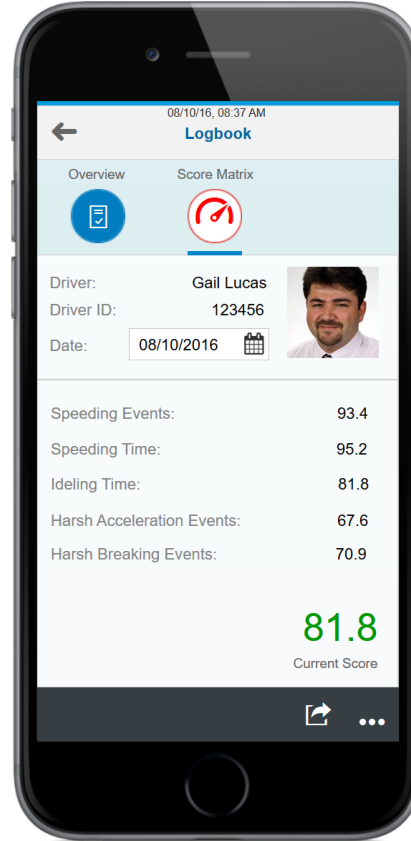 08/10/16, 08:37 AM
Logbook
Overview Score Matrix
Driver: Gail Lucas
Driver ID: 123456
Date: 08/10/2016
Speeding Events: 93.4
Speeding Time: 95.2
Ideling Time: 81.8
Harsh Acceleration Events: 67.6
Harsh Breaking Events: 70.9
81.8
Current Score